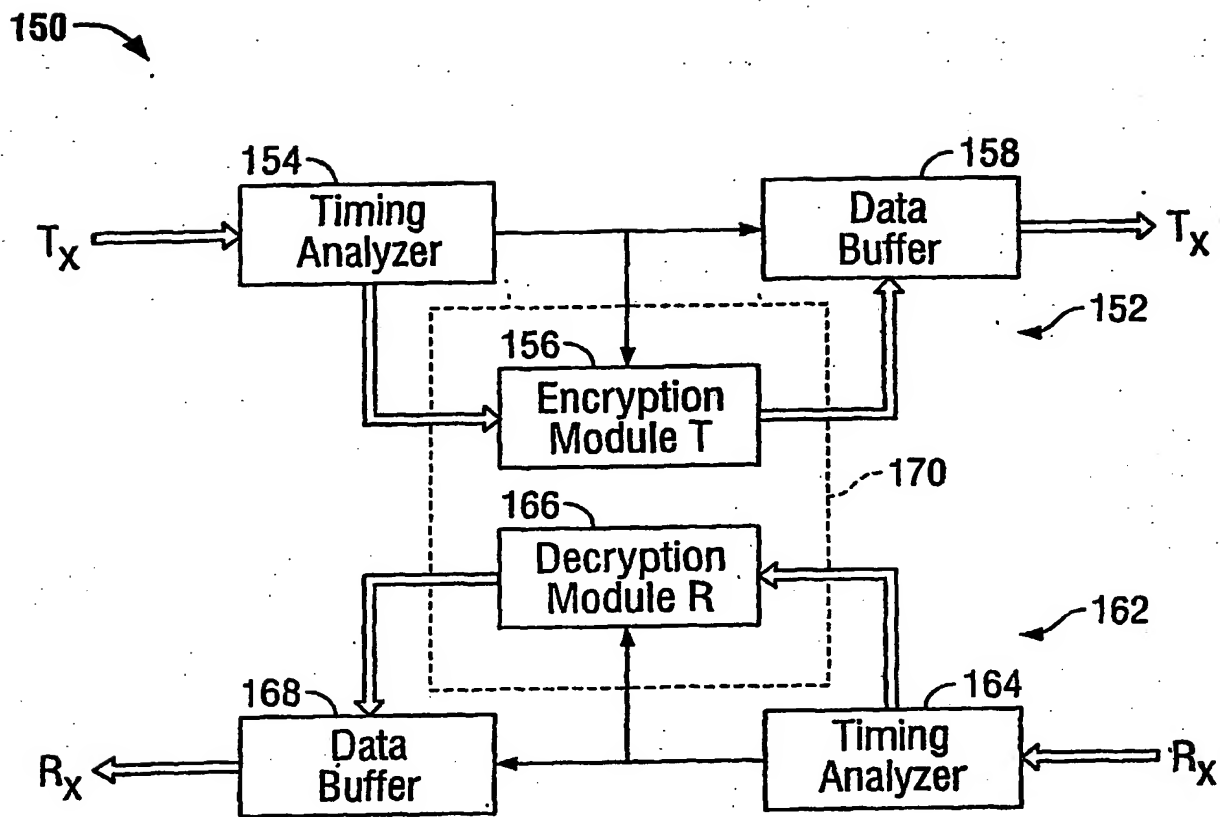 150
154
158
Timing
Analyzer
Data
Buffer
Tx
Tx
152
156
Encryption
Module T
170
166
Decryption
Module R
162
168
164
Data
Buffer
Timing
Analyzer
Rx
Rx